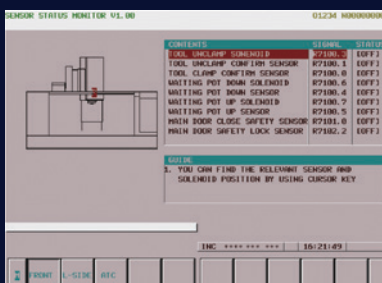 SENSOR STATUS MONITOR V1.00
01234 N00000000
CONTENTS SIGNAL STATUS
TOOL UNCLAMP SONENOID R7100.3 [OFF]
TOOL UNCLAMP CONFIRM SENSOR R7100.1 [OFF]
TOOL CLAMP CONFIRM SENSOR R7100.0 [OFF]
WAITING POT DOWN SOLENOID R7100.6 [OFF]
WAITING POT DOWN SENSOR R7100.4 [OFF]
WAITING POT UP SOLENOID R7100.7 [OFF]
WAITING POT UP SENSOR R7100.5 [OFF]
MAIN DOOR CLOSE SAFETY SENSOR R7101.0 [OFF]
MAIN DOOR SAFETY LOCK SENSOR R7102.2 [OFF]
GUIDE
1. YOU CAN FIND THE RELEVANT SENSOR AND
SOLENOID POSITION BY USING CURSOR KEY
INC **** *** *** 16:21:49
FRONT L-SIDE ATC